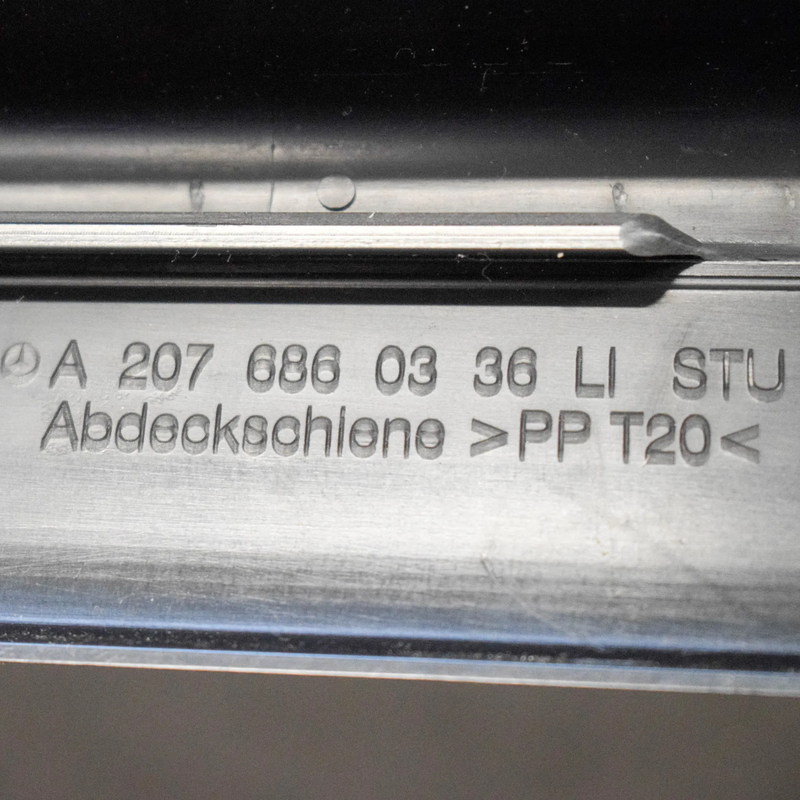 A 207 686 03 36 LI STU
Abdeckschiene >PP T20<